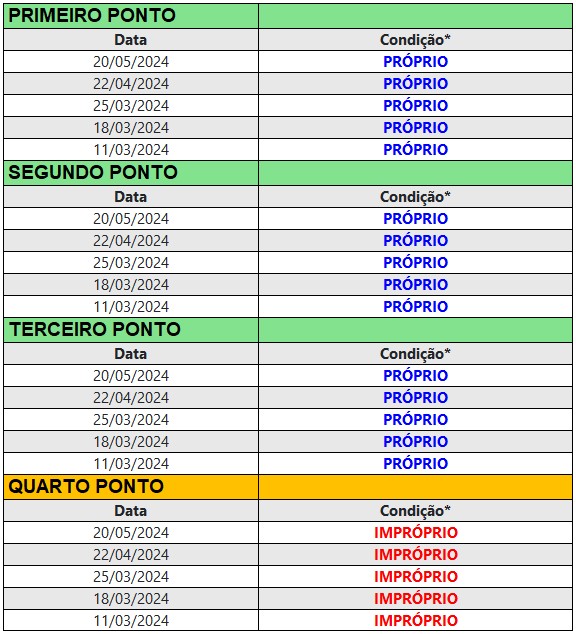 PRIMEIRO PONTO
Data Condição*
20/05/2024 PRÓPRIO
22/04/2024 PRÓPRIO
25/03/2024 PRÓPRIO
18/03/2024 PRÓPRIO
11/03/2024 PRÓPRIO
SEGUNDO PONTO
Data Condição*
20/05/2024 PRÓPRIO
22/04/2024 PRÓPRIO
25/03/2024 PRÓPRIO
18/03/2024 PRÓPRIO
11/03/2024 PRÓPRIO
TERCEIRO PONTO
Data Condição*
20/05/2024 PRÓPRIO
22/04/2024 PRÓPRIO
25/03/2024 PRÓPRIO
18/03/2024 PRÓPRIO
11/03/2024 PRÓPRIO
QUARTO PONTO
Data Condição*
20/05/2024 IMPRÓPRIO
22/04/2024 IMPRÓPRIO
25/03/2024 IMPRÓPRIO
18/03/2024 IMPRÓPRIO
11/03/2024 IMPRÓPRIO